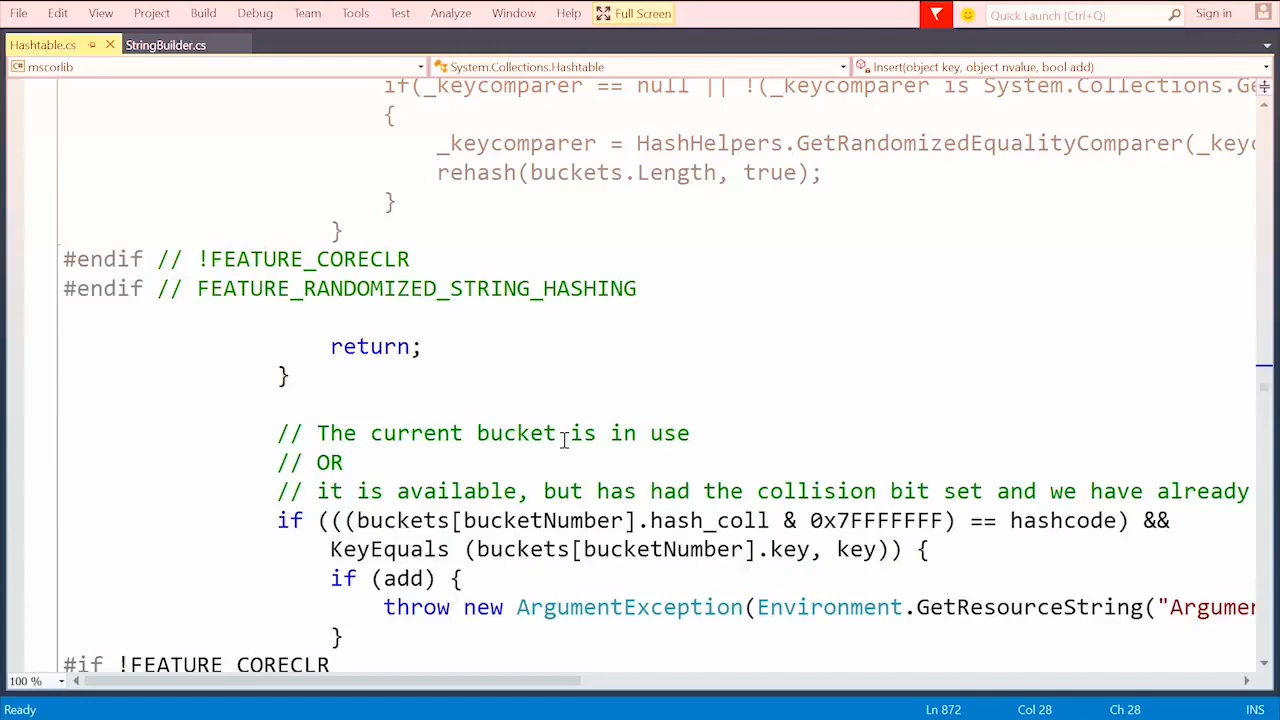 File Edit View Project Build Debug Team Tools Test Analyze Window Help Full Screen Quick Launch (Ctrl+Q) Sign in
Hashtable.cs StringBuilder.cs
C# mscorlib System.Collections.Hashtable Insert(object key, object nvalue, bool add)
if(_keycomparer == null || !(_keycomparer is System.Collections.Ge
{
_keycomparer = HashHelpers.GetRandomizedEqualityComparer(_keyc
rehash(buckets.Length, true);
}
}
#endif // !FEATURE_CORECLR
#endif // FEATURE_RANDOMIZED_STRING_HASHING
return;
}
// The current bucket is in use
// OR
// it is available, but has had the collision bit set and we have already
if (((buckets[bucketNumber].hash_coll & 0x7FFFFFFF) == hashcode) &&
KeyEquals (buckets[bucketNumber].key, key)) {
if (add) {
throw new ArgumentException(Environment.GetResourceString("Argumen
}
#if !FEATURE_CORECLR
100 %
Ready Ln 872 Col 28 Ch 28 INS